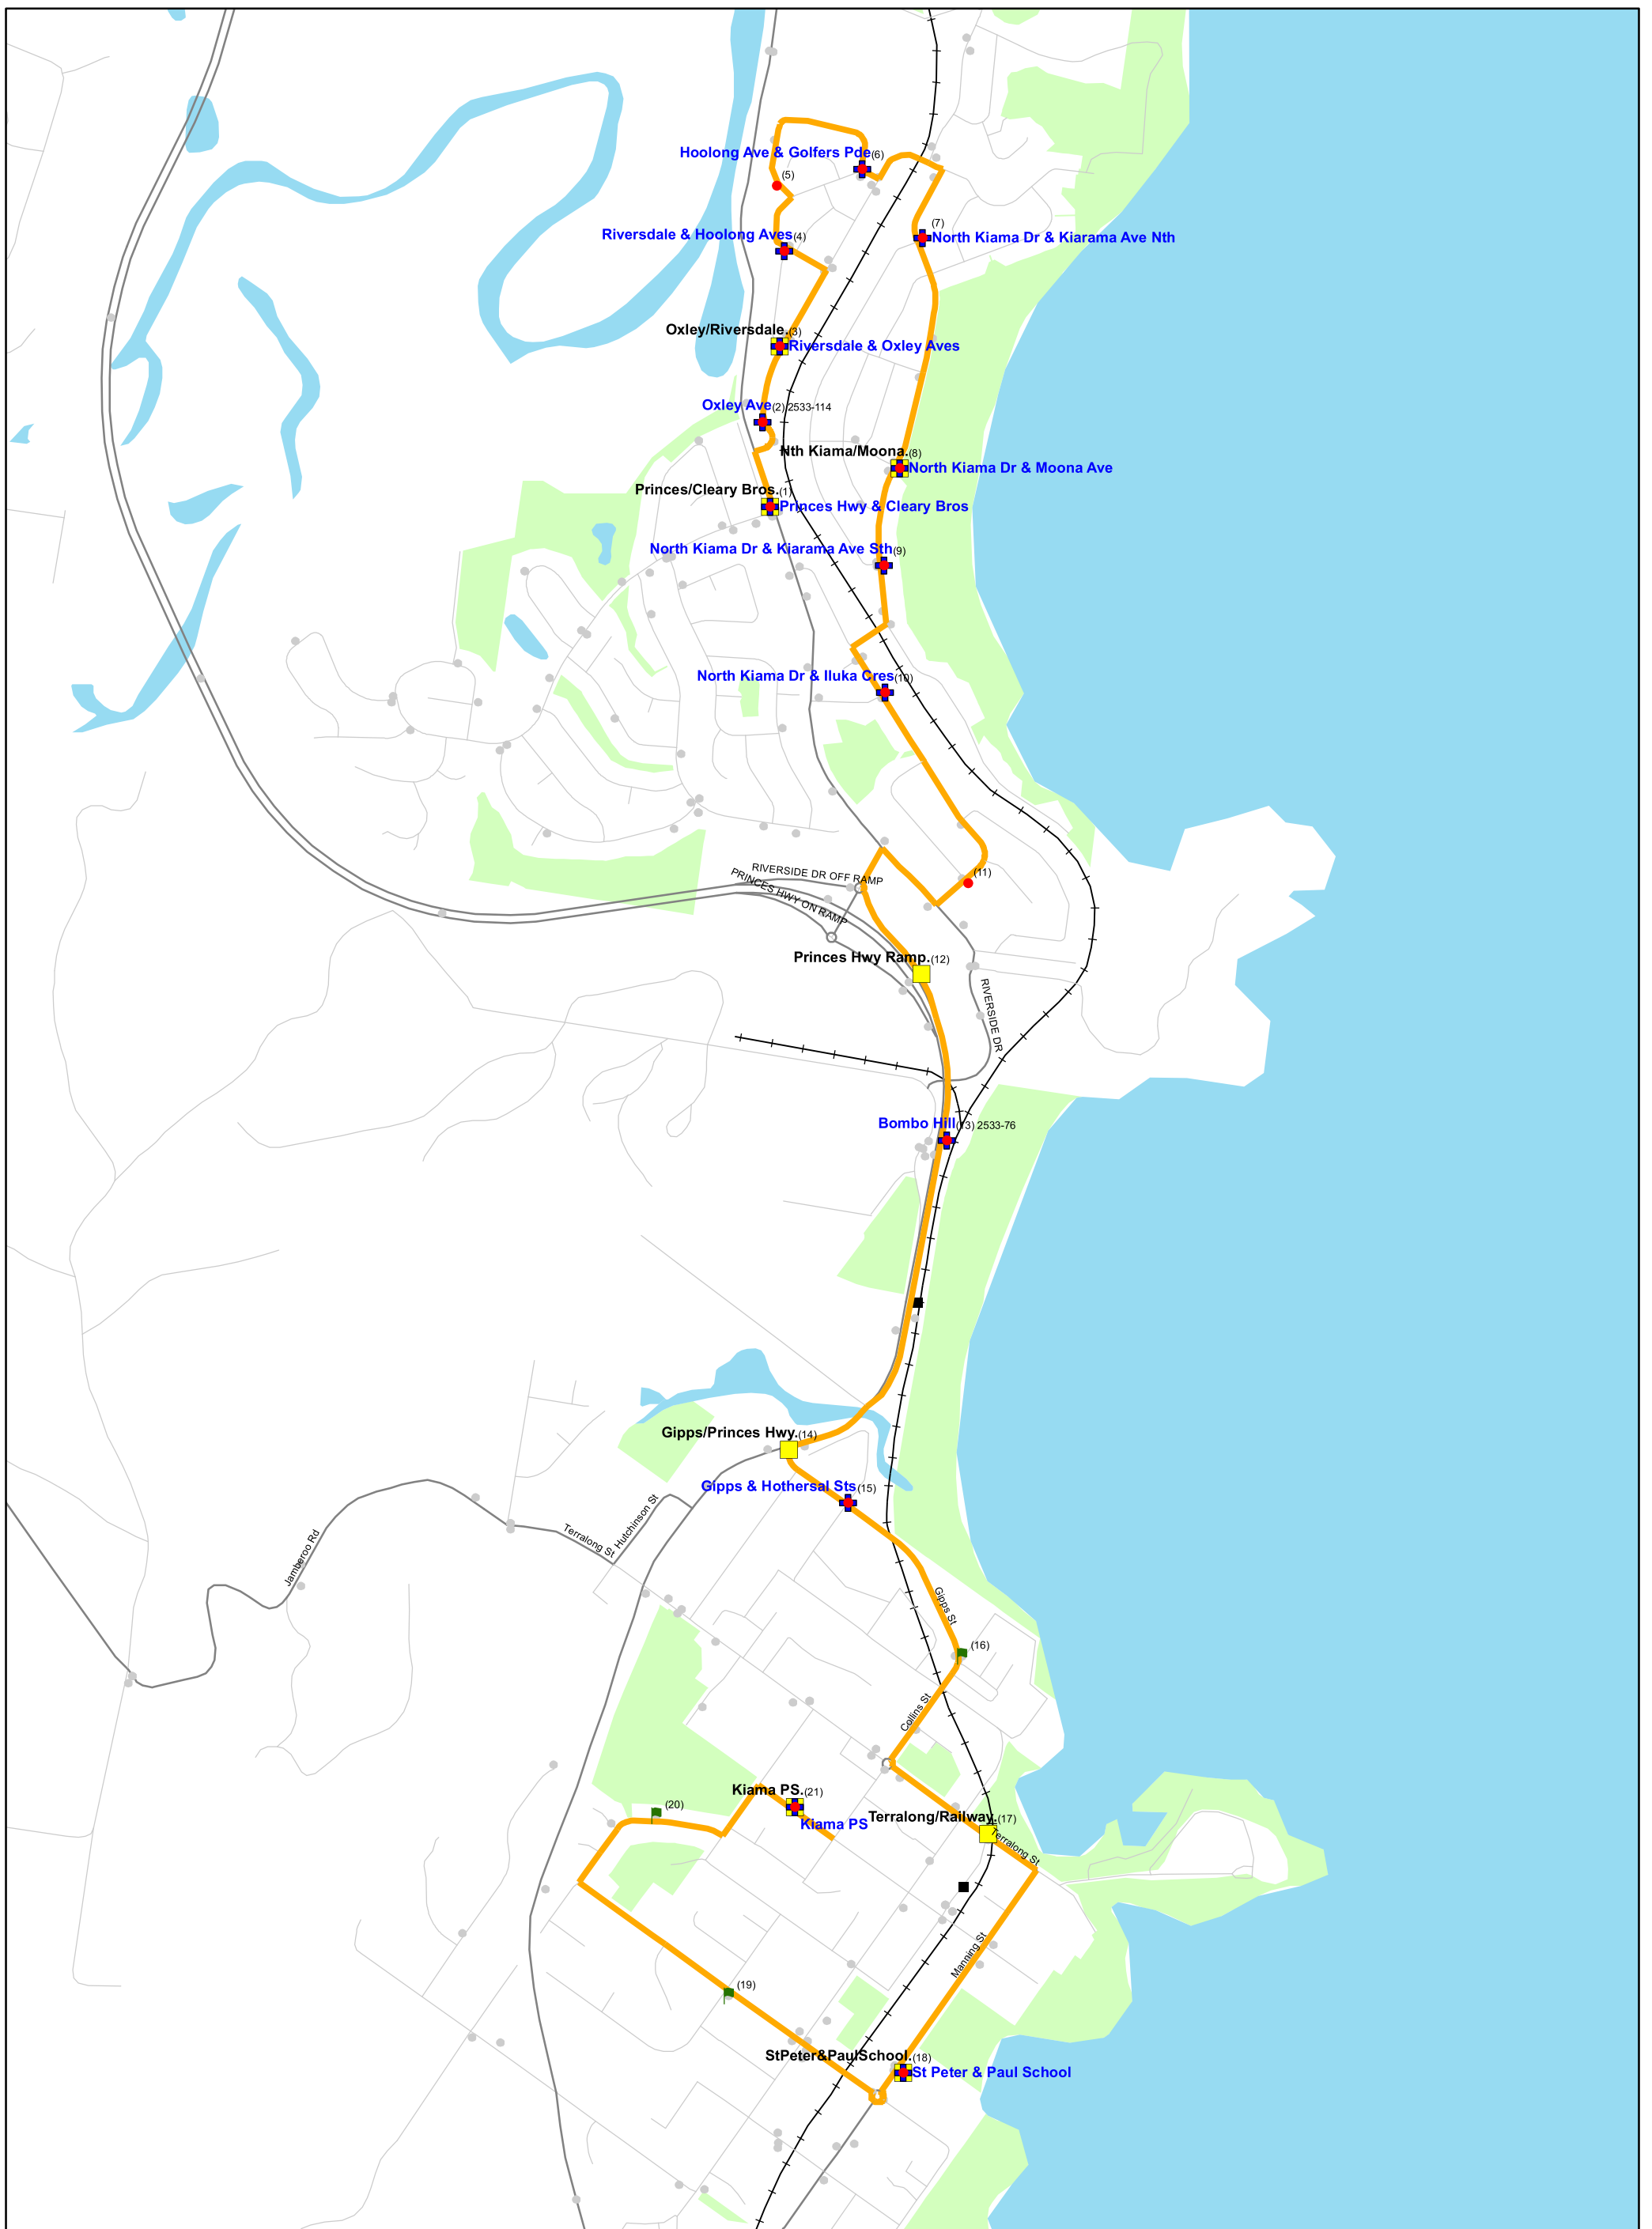 Hoolong Ave & Golfers Pde(6)
(5)
(7)
Riversdale & Hoolong Aves(4)
North Kiama Dr & Kiarama Ave Nth
Oxley/Riversdale.(3)
Riversdale & Oxley Aves
Oxley Ave(2) 2533-114
Nth Kiama/Moona.(8)
North Kiama Dr & Moona Ave
Princes/Cleary Bros.(1)
Princes Hwy & Cleary Bros
North Kiama Dr & Kiarama Ave Sth(9)
North Kiama Dr & Iluka Cres(10)
RIVERSIDE DR OFF RAMP
(11)
PRINCES HWY ON RAMP
Princes Hwy Ramp.(12)
RIVERSIDE DR
Bombo Hill(13) 2533-76
Gipps/Princes Hwy.(14)
Gipps & Hothersal Sts(15)
Hutchinson St
Terralong St
Jamberoo Rd
Gipps St
(16)
Collins St
Kiama PS.(21)
(20)
Kiama PS
Terralong/Railway.(17)
Terralong St
Manning St
(19)
StPeter&PaulSchool.(18)
St Peter & Paul School